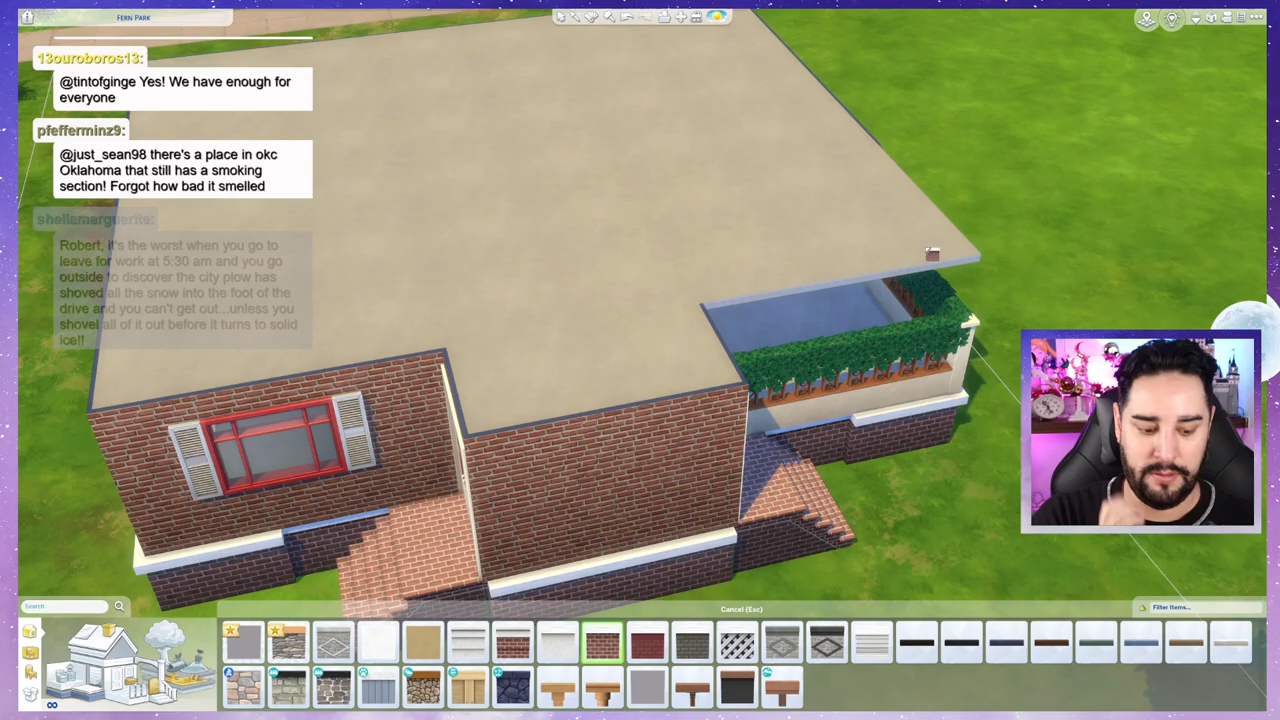 FERN PARK
13ouroboros13:
@tintofginge Yes! We have enough for
everyone
pfefferminz9:
@just_sean98 there's a place in okc
Oklahoma that still has a smoking
section! Forgot how bad it smelled
shellamarguerite:
Robert, it's the worst when you go to
leave for work at 5:30 am and you go
outside to discover the city plow has
shoved all the snow into the foot of the
drive and you can't get out...unless you
shovel all of it out before it turns to solid
ice!!
Cancel (Esc)
Search
Filter Items...